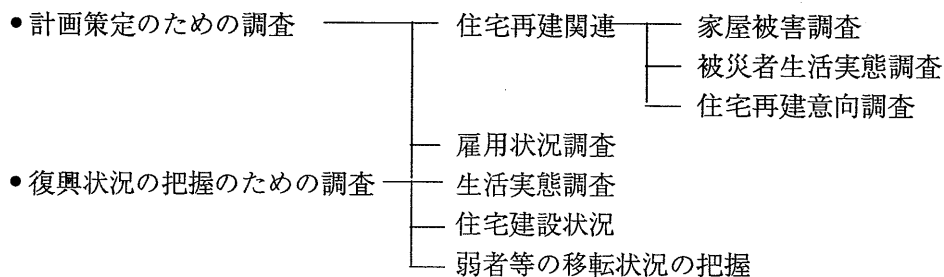 ●計画策定のための調査 住宅再建関連 家屋被害調査
被災者生活実態調査
住宅再建意向調査
雇用状況調査
●復興状況の把握のための調査 生活実態調査
住宅建設状況
弱者等の移転状況の把握